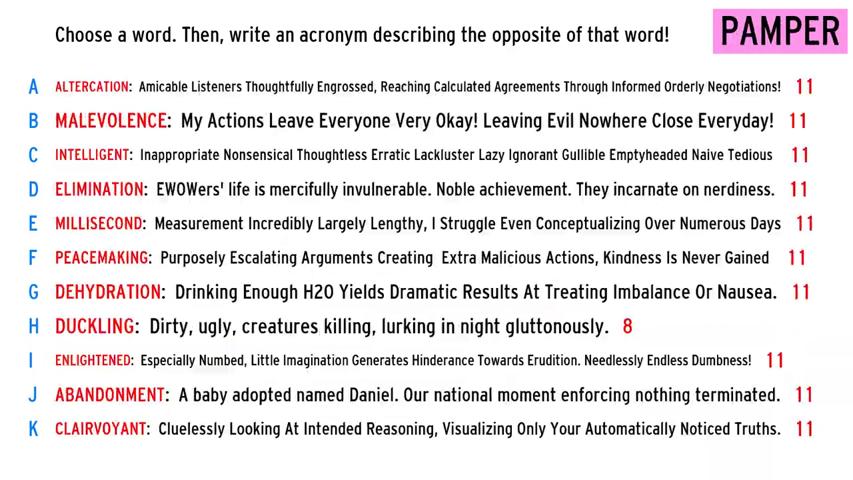 Choose a word. Then, write an acronym describing the opposite of that word!
PAMPER
A ALTERCATION: Amicable Listeners Thoughtfully Engrossed, Reaching Calculated Agreements Through Informed Orderly Negotiations! 11
B MALEVOLENCE: My Actions Leave Everyone Very Okay! Leaving Evil Nowhere Close Everyday! 11
C INTELLIGENT: Inappropriate Nonsensical Thoughtless Erratic Lackluster Lazy Ignorant Gullible Emptyheaded Naive Tedious 11
D ELIMINATION: EWOWers' life is mercifully invulnerable. Noble achievement. They incarnate on nerdiness. 11
E MILLISECOND: Measurement Incredibly Largely Lengthy, I Struggle Even Conceptualizing Over Numerous Days 11
F PEACEMAKING: Purposely Escalating Arguments Creating Extra Malicious Actions, Kindness Is Never Gained 11
G DEHYDRATION: Drinking Enough H2O Yields Dramatic Results At Treating Imbalance Or Nausea. 11
H DUCKLING: Dirty, ugly, creatures killing, lurking in night gluttonously. 8
I ENLIGHTENED: Especially Numbed, Little Imagination Generates Hinderance Towards Erudition. Needlessly Endless Dumbness! 11
J ABANDONMENT: A baby adopted named Daniel. Our national moment enforcing nothing terminated. 11
K CLAIRVOYANT: Cluelessly Looking At Intended Reasoning, Visualizing Only Your Automatically Noticed Truths. 11